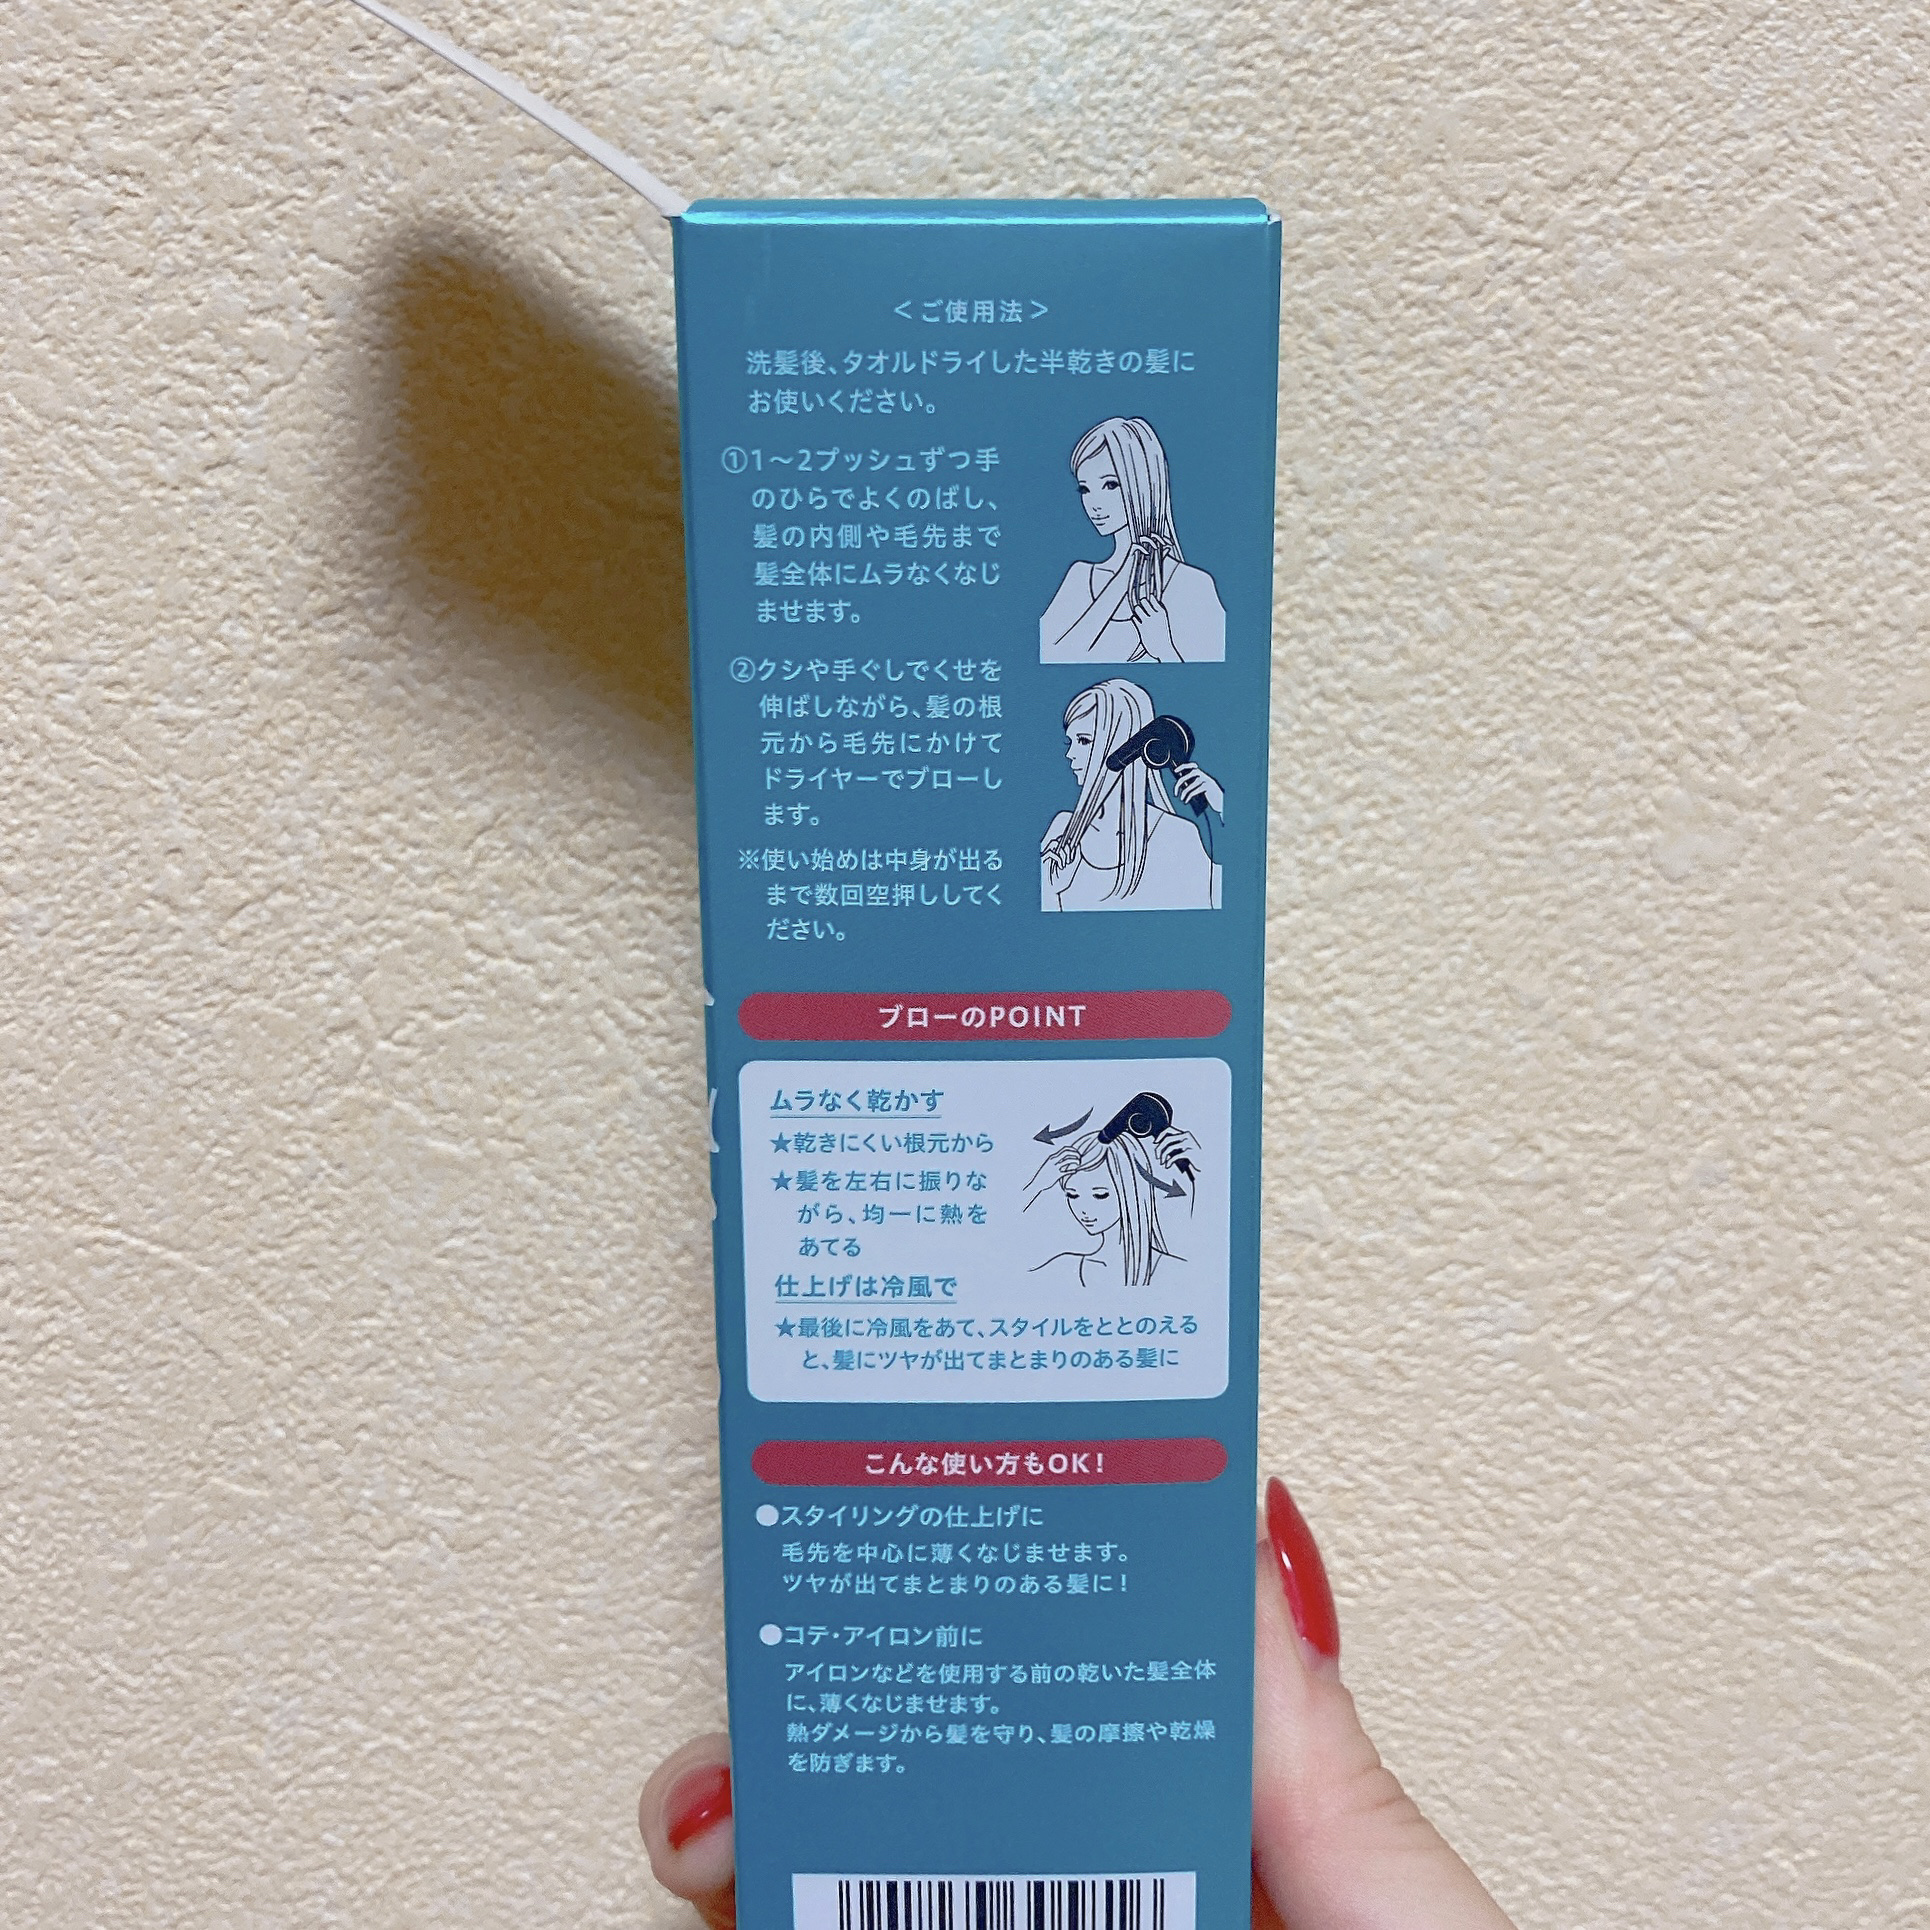 ＜ご使用法＞
洗髪後、タオルドライした半乾きの髪に
お使いください。
①1～2プッシュずつ手
のひらでよくのばし、
髪の内側や毛先まで
髪全体にムラなくなじ
ませます。
②クシや手ぐしでくせを
伸ばしながら、髪の根
元から毛先にかけて
ドライヤーでブローし
ます。
※使い始めは中身が出る
まで数回空押ししてく
ださい。
ブローのPOINT
ムラなく乾かす
★乾きにくい根元から
★髪を左右に振りな
がら、均一に熱を
あてる
仕上げは冷風で
★最後に冷風をあて、スタイルをととのえる
と、髪にツヤが出てまとまりのある髪に
こんな使い方もOK！
●スタイリングの仕上げに
毛先を中心に薄くなじませます。
ツヤが出てまとまりのある髪に！
●コテ・アイロン前に
アイロンなどを使用する前の乾いた髪全体
に、薄くなじませます。
熱ダメージから髪を守り、髪の摩擦や乾燥
を防ぎます。